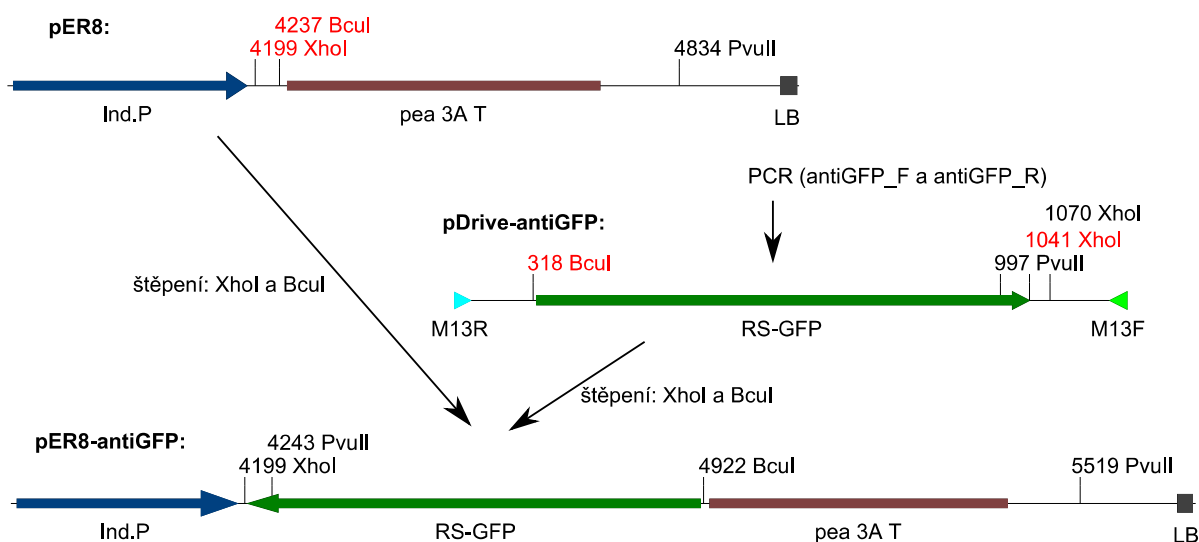 pER8:
4237 BcuI
4199 XhoI
4834 PvuII
Ind.P
pea 3A T
LB
PCR (antiGFP_F a antiGFP_R)
1070 XhoI
pDrive-antiGFP:
1041 XhoI
318 BcuI
997 PvuII
štěpení: XhoI a BcuI
M13R
RS-GFP
M13F
štěpení: XhoI a BcuI
pER8-antiGFP:
4243 PvuII
4199 XhoI
4922 BcuI
5519 PvuII
Ind.P
RS-GFP
pea 3A T
LB